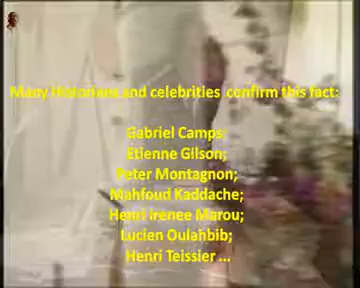 Many Historians and celebrities confirm this fact:
Gabriel Camps;
Etienne Gilson;
Peter Montagnon;
Mahfoud Kaddache;
Henri Irenee Marou;
Lucien Oulahbib;
Henri Teissier ...